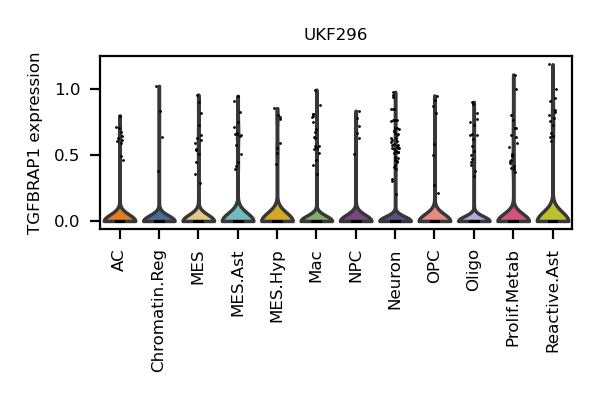 UKF296
TGFBRAP1 expression
1.0
0.5
0.0
AC
Chromatin.Reg
MES
MES.Ast
MES.Hyp
Mac
NPC
Neuron
OPC
Oligo
Prolif.Metab
Reactive.Ast